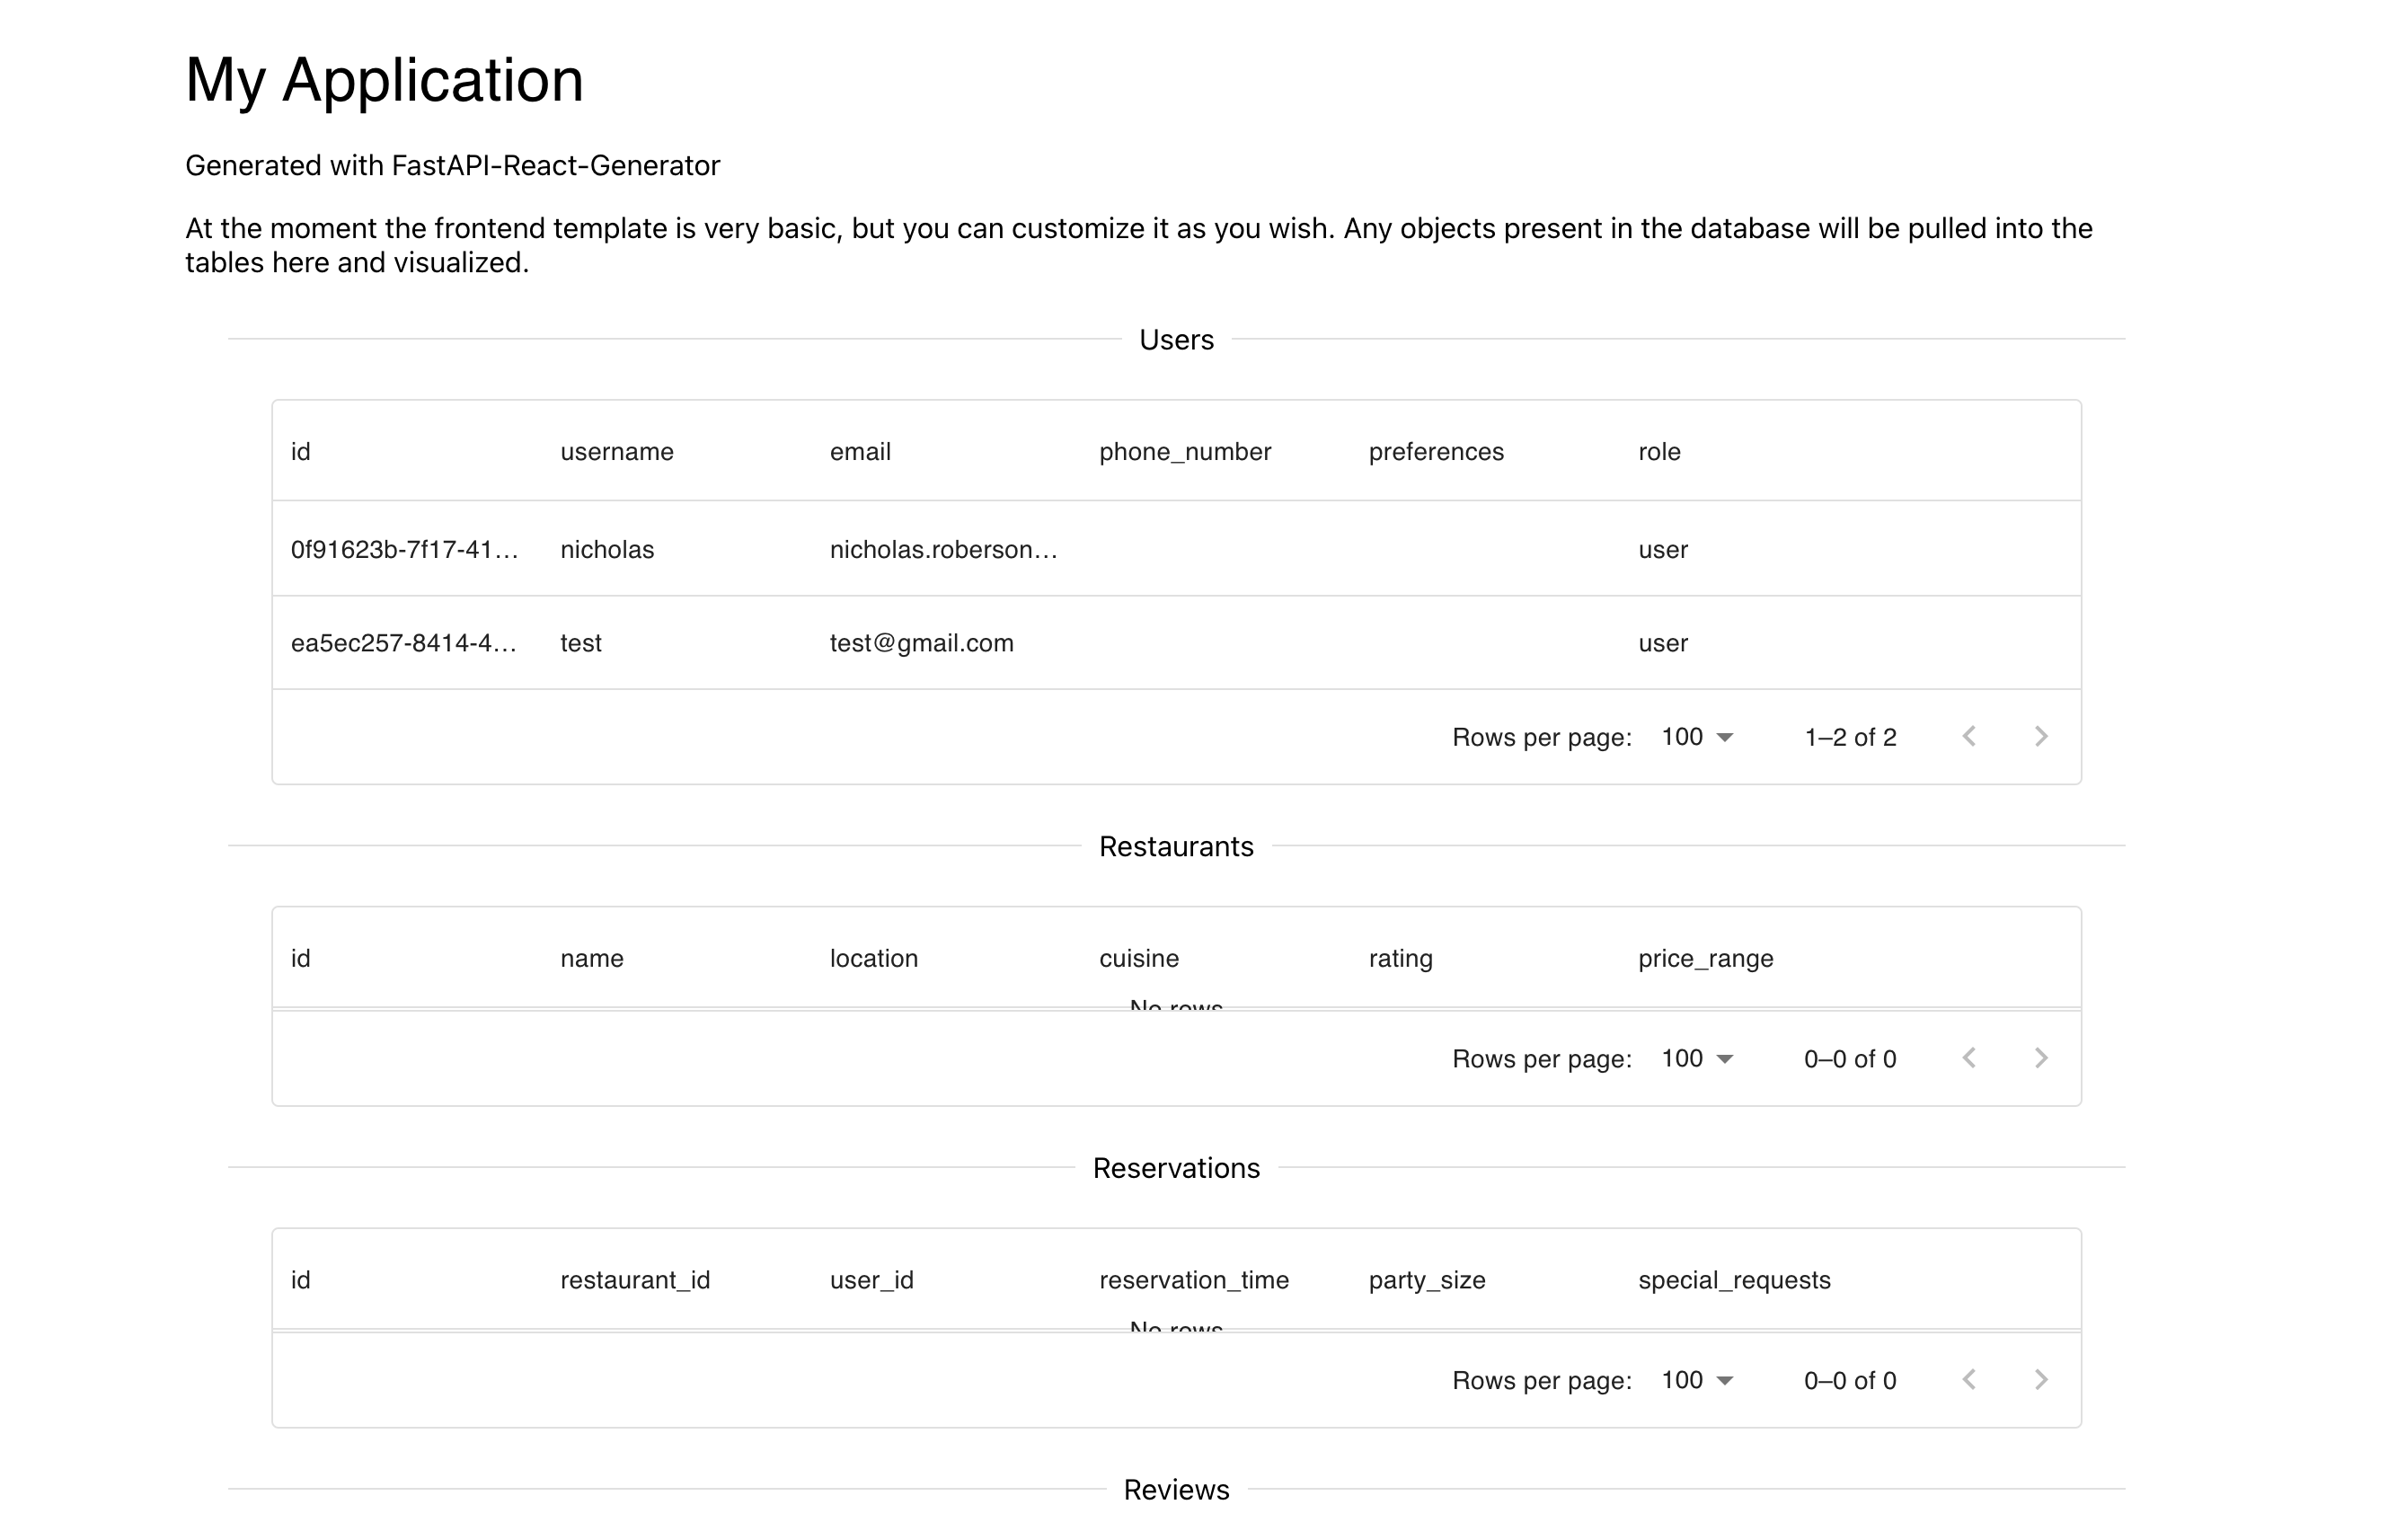 My Application
Generated with FastAPI-React-Generator
At the moment the frontend template is very basic, but you can customize it as you wish. Any objects present in the database will be pulled into the
tables here and visualized.
Users
id username email phone_number preferences role
0f91623b-7f17-41... nicholas nicholas.roberson... user
ea5ec257-8414-4... test test@gmail.com user
Rows per page: 100 1–2 of 2
Restaurants
id name location cuisine rating price_range
No rows
Rows per page: 100 0–0 of 0
Reservations
id restaurant_id user_id reservation_time party_size special_requests
No rows
Rows per page: 100 0–0 of 0
Reviews